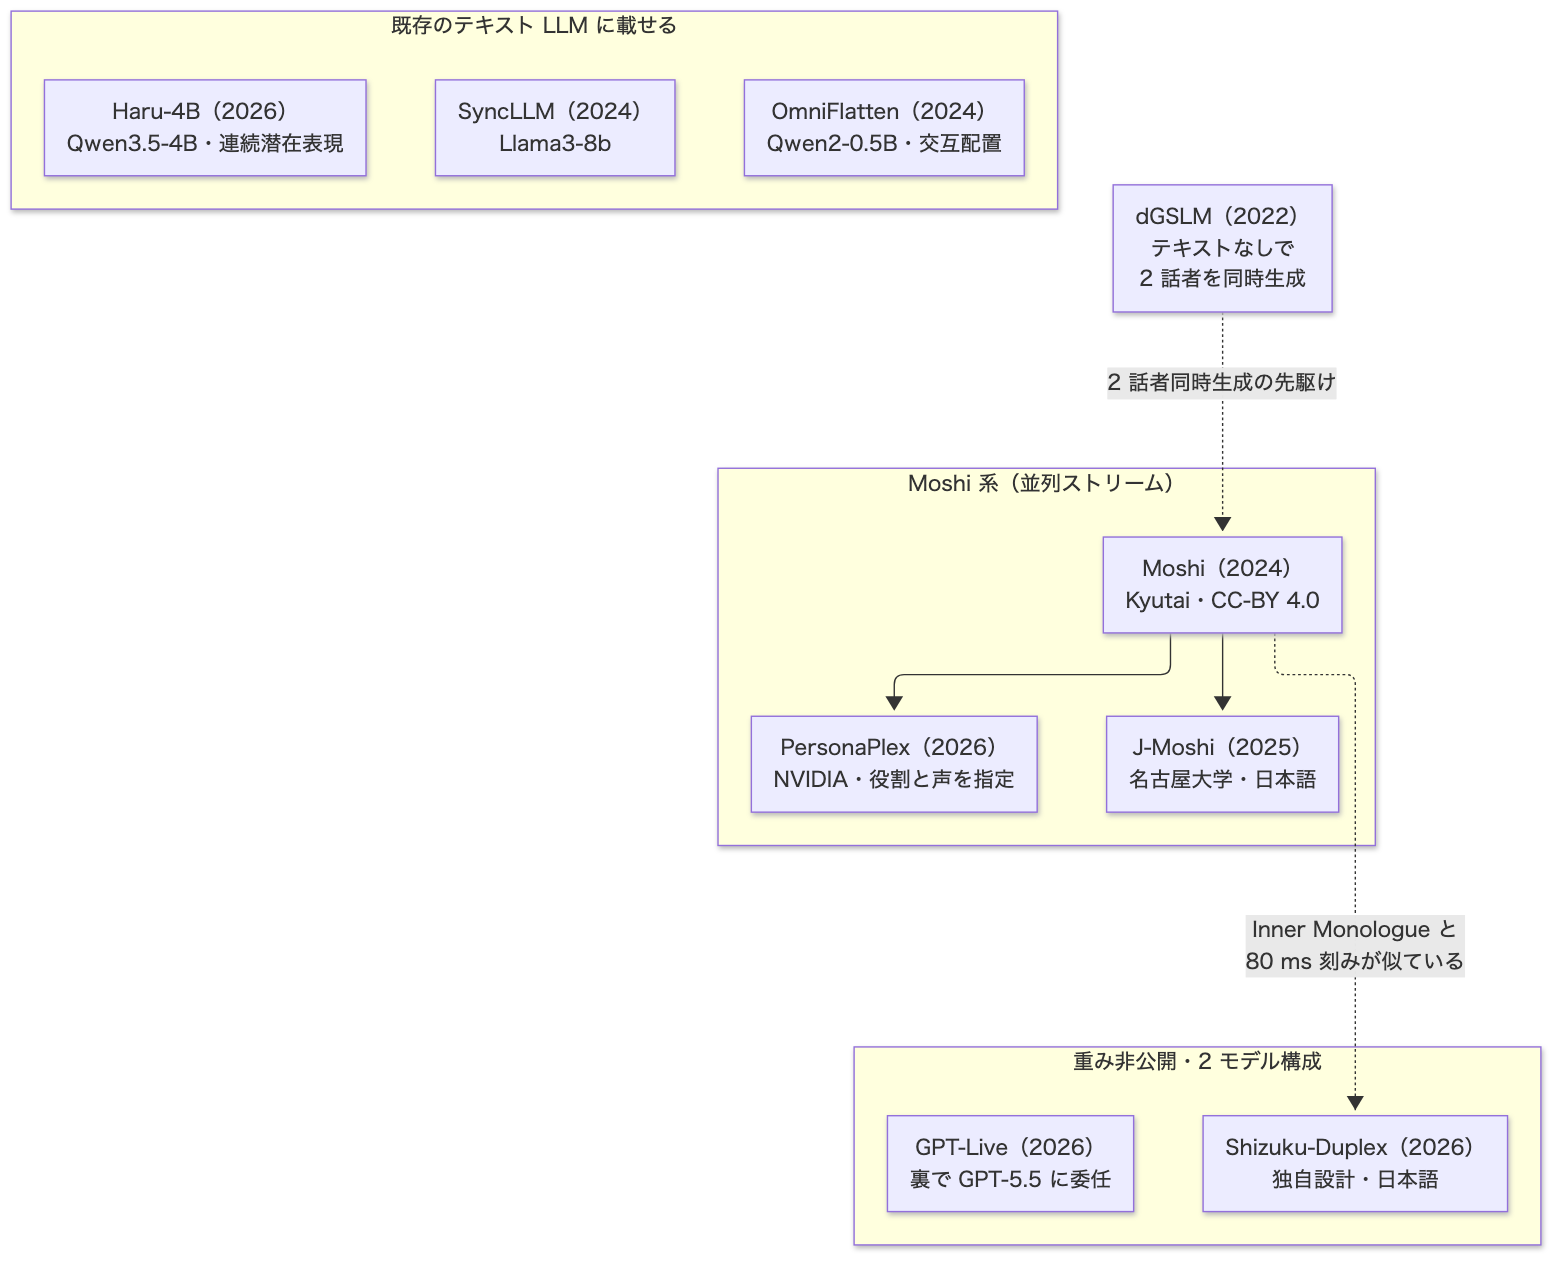 既存のテキスト LLM に載せる
Haru-4B（2026）
Qwen3.5-4B・連続潜在表現
SyncLLM（2024）
Llama3-8b
OmniFlatten（2024）
Qwen2-0.5B・交互配置
dGSLM（2022）
テキストなしで
2 話者を同時生成
2 話者同時生成の先駆け
Moshi 系（並列ストリーム）
Moshi（2024）
Kyutai・CC-BY 4.0
PersonaPlex（2026）
NVIDIA・役割と声を指定
J-Moshi（2025）
名古屋大学・日本語
Inner Monologue と
80 ms 刻みが似ている
重み非公開・2 モデル構成
GPT-Live（2026）
裏で GPT-5.5 に委任
Shizuku-Duplex（2026）
独自設計・日本語